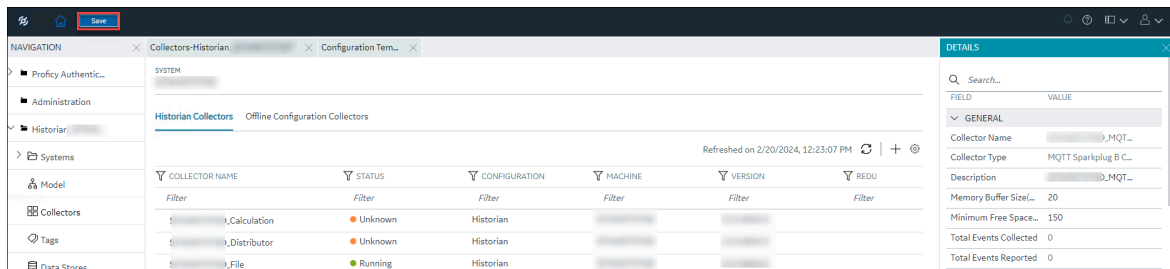 Save
NAVIGATION
Collectors-Historian
Configuration Tem...
DETAILS
Proficy Authentic...
Administration
Historian
Systems
Model
Collectors
Tags
Data Stores
SYSTEM
Historian Collectors Offline Configuration Collectors
Refreshed on 2/20/2024, 12:23:07 PM
COLLECTOR NAME STATUS CONFIGURATION MACHINE VERSION REDU
Filter Filter Filter Filter Filter Filter
_Calculation Unknown Historian
_Distributor Unknown Historian
_File Running Historian
Search...
FIELD VALUE
GENERAL
Collector Name _MQT...
Collector Type MQTT Sparkplug B C...
Description _MQT...
Memory Buffer Size(... 20
Minimum Free Space... 150
Total Events Collected 0
Total Events Reported 0